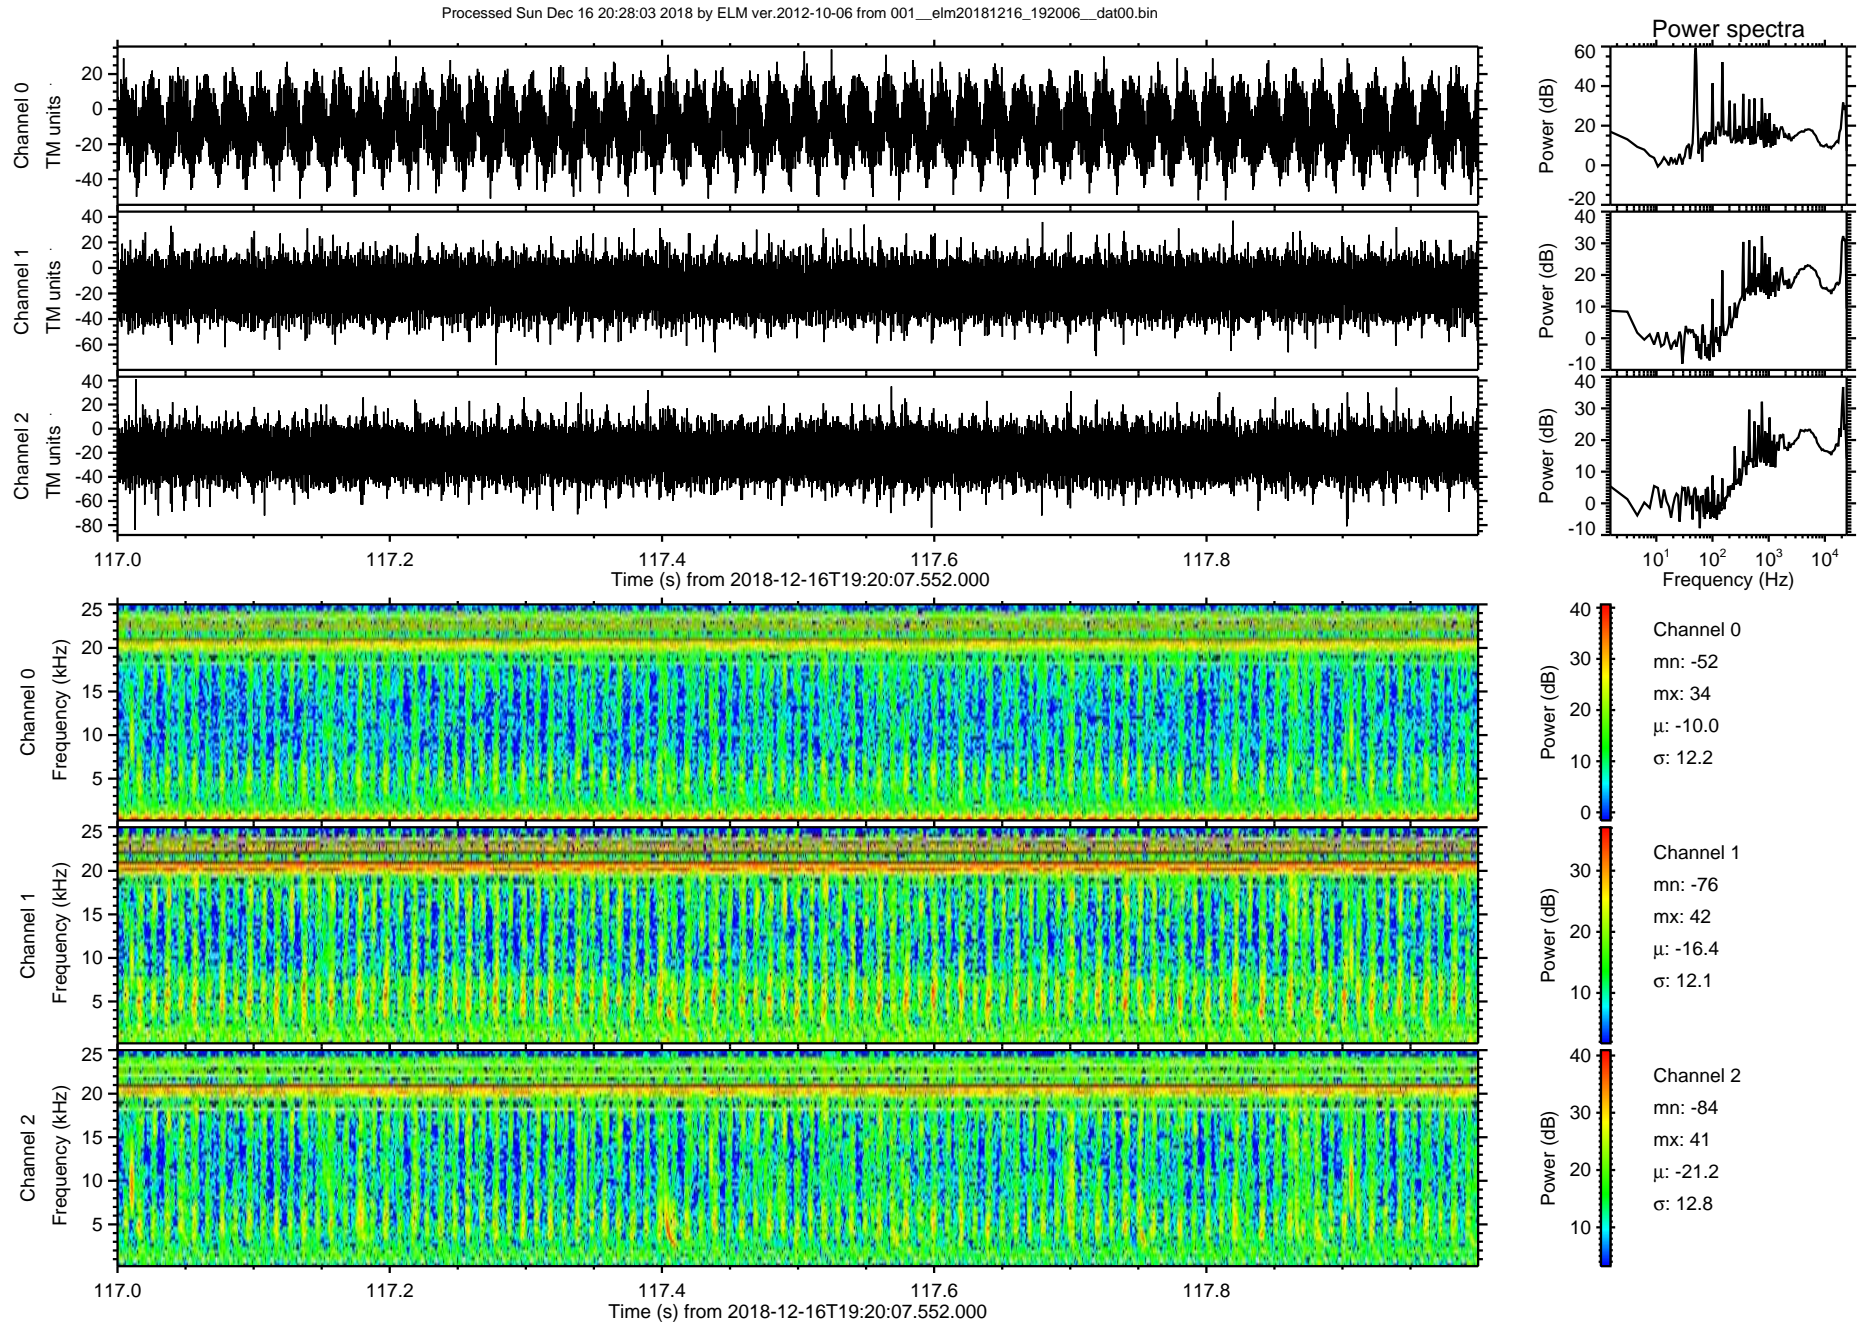 Processed Sun Dec 16 20:28:03 2018 by ELM ver.2012-10-06 from 001__elm20181216_192006__dat00.bin
Power spectra
Channel 0
TM units
20
0
-20
-40
Power (dB)
60
40
20
0
-20
Channel 1
TM units
40
20
0
-20
-40
-60
Power (dB)
40
30
20
10
0
-10
Channel 2
TM units
40
20
0
-20
-40
-60
-80
Power (dB)
40
30
20
10
0
-10
117.0 117.2 117.4 117.6 117.8
Time (s) from 2018-12-16T19:20:07.552.000
10^1 10^2 10^3 10^4
Frequency (Hz)
Channel 0
Frequency (kHz)
25
20
15
10
5
Power (dB)
40
30
20
10
0
Channel 0
mn: -52
mx: 34
μ: -10.0
σ: 12.2
Channel 1
Frequency (kHz)
25
20
15
10
5
Power (dB)
30
20
10
Channel 1
mn: -76
mx: 42
μ: -16.4
σ: 12.1
Channel 2
Frequency (kHz)
25
20
15
10
5
Power (dB)
40
30
20
10
Channel 2
mn: -84
mx: 41
μ: -21.2
σ: 12.8
117.0 117.2 117.4 117.6 117.8
Time (s) from 2018-12-16T19:20:07.552.000